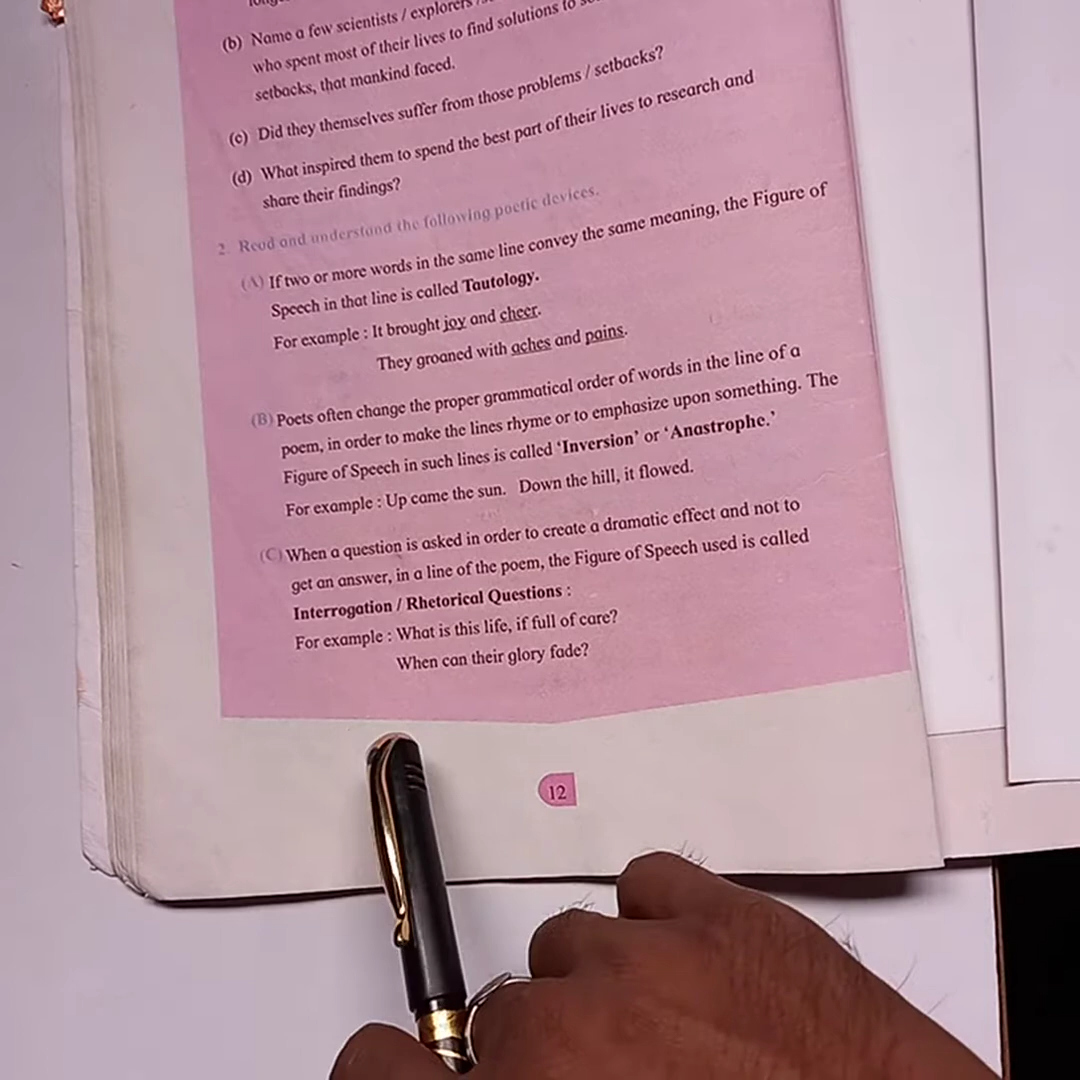 (b) Name a few scientists / explorers
who spent most of their lives to find solutions to
setbacks, that mankind faced.
(c) Did they themselves suffer from those problems / setbacks?
(d) What inspired them to spend the best part of their lives to research and
share their findings?
2. Read and understand the following poetic devices.
(A) If two or more words in the same line convey the same meaning, the Figure of
Speech in that line is called Tautology.
For example : It brought joy and cheer.
They groaned with aches and pains.
(B) Poets often change the proper grammatical order of words in the line of a
poem, in order to make the lines rhyme or to emphasize upon something. The
Figure of Speech in such lines is called ‘Inversion’ or ‘Anastrophe.’
For example : Up came the sun. Down the hill, it flowed.
(C) When a question is asked in order to create a dramatic effect and not to
get an answer, in a line of the poem, the Figure of Speech used is called
Interrogation / Rhetorical Questions :
For example : What is this life, if full of care?
When can their glory fade?
12